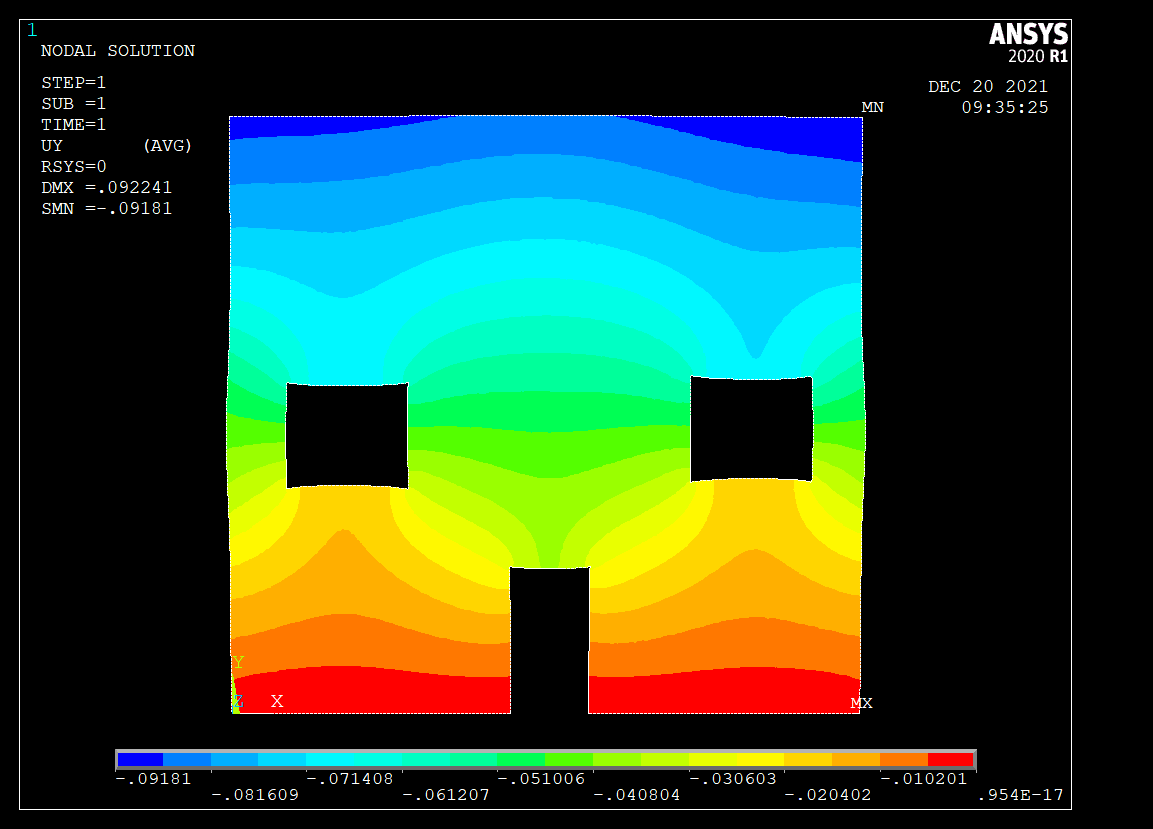 1
ANSYS
2020 R1
NODAL SOLUTION
STEP=1
SUB =1
TIME=1
UY (AVG)
RSYS=0
DMX =.092241
SMN =-.09181
DEC 20 2021
09:35:25
MN
Y
Z X
MX
-.09181 -.071408 -.051006 -.030603 -.010201
-.081609 -.061207 -.040804 -.020402 .954E-17